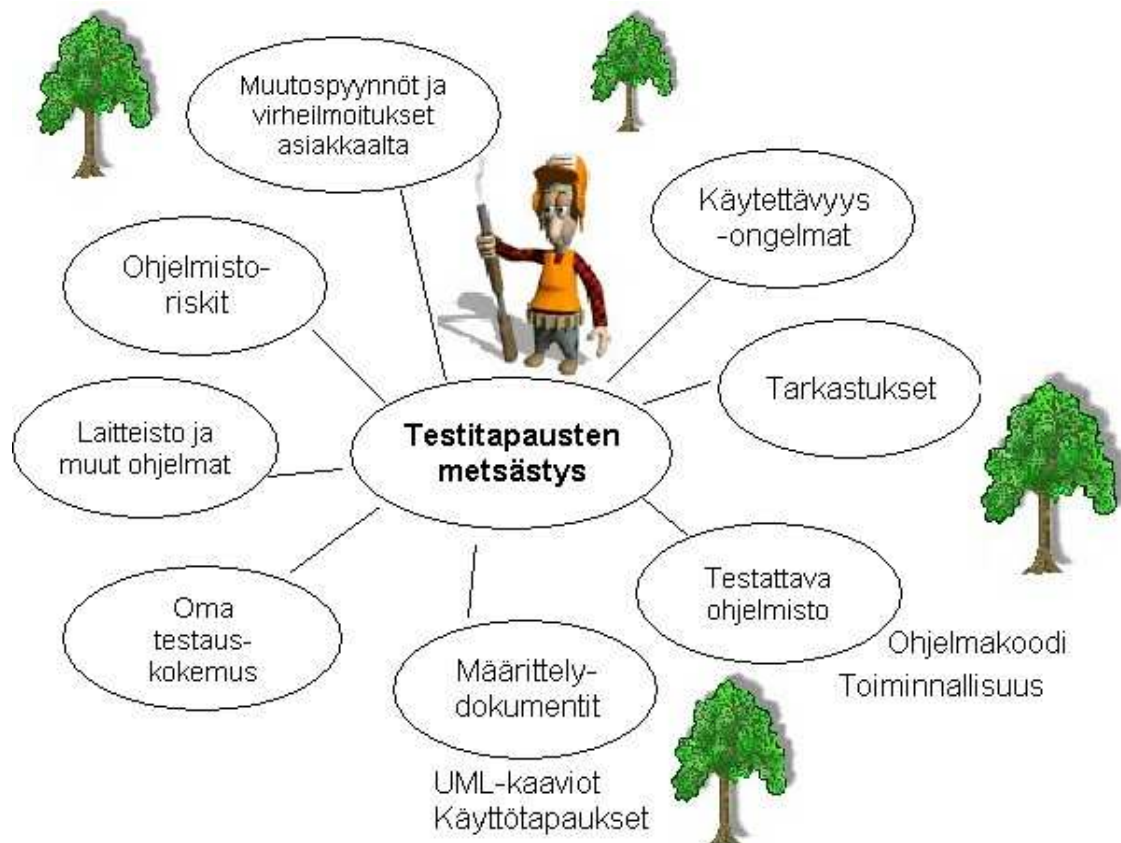 Muutospyynnöt ja
virheilmoitukset
asiakkaalta
Käytettävyys
-ongelmat
Ohjelmisto-
riskit
Tarkastukset
Laitteisto ja
muut ohjelmat
Testitapausten
metsästys
Testattava
ohjelmisto
Ohjelmakoodi
Toiminnallisuus
Oma
testaus-
kokemus
Määrittely-
dokumentit
UML-kaaviot
Käyttötapaukset